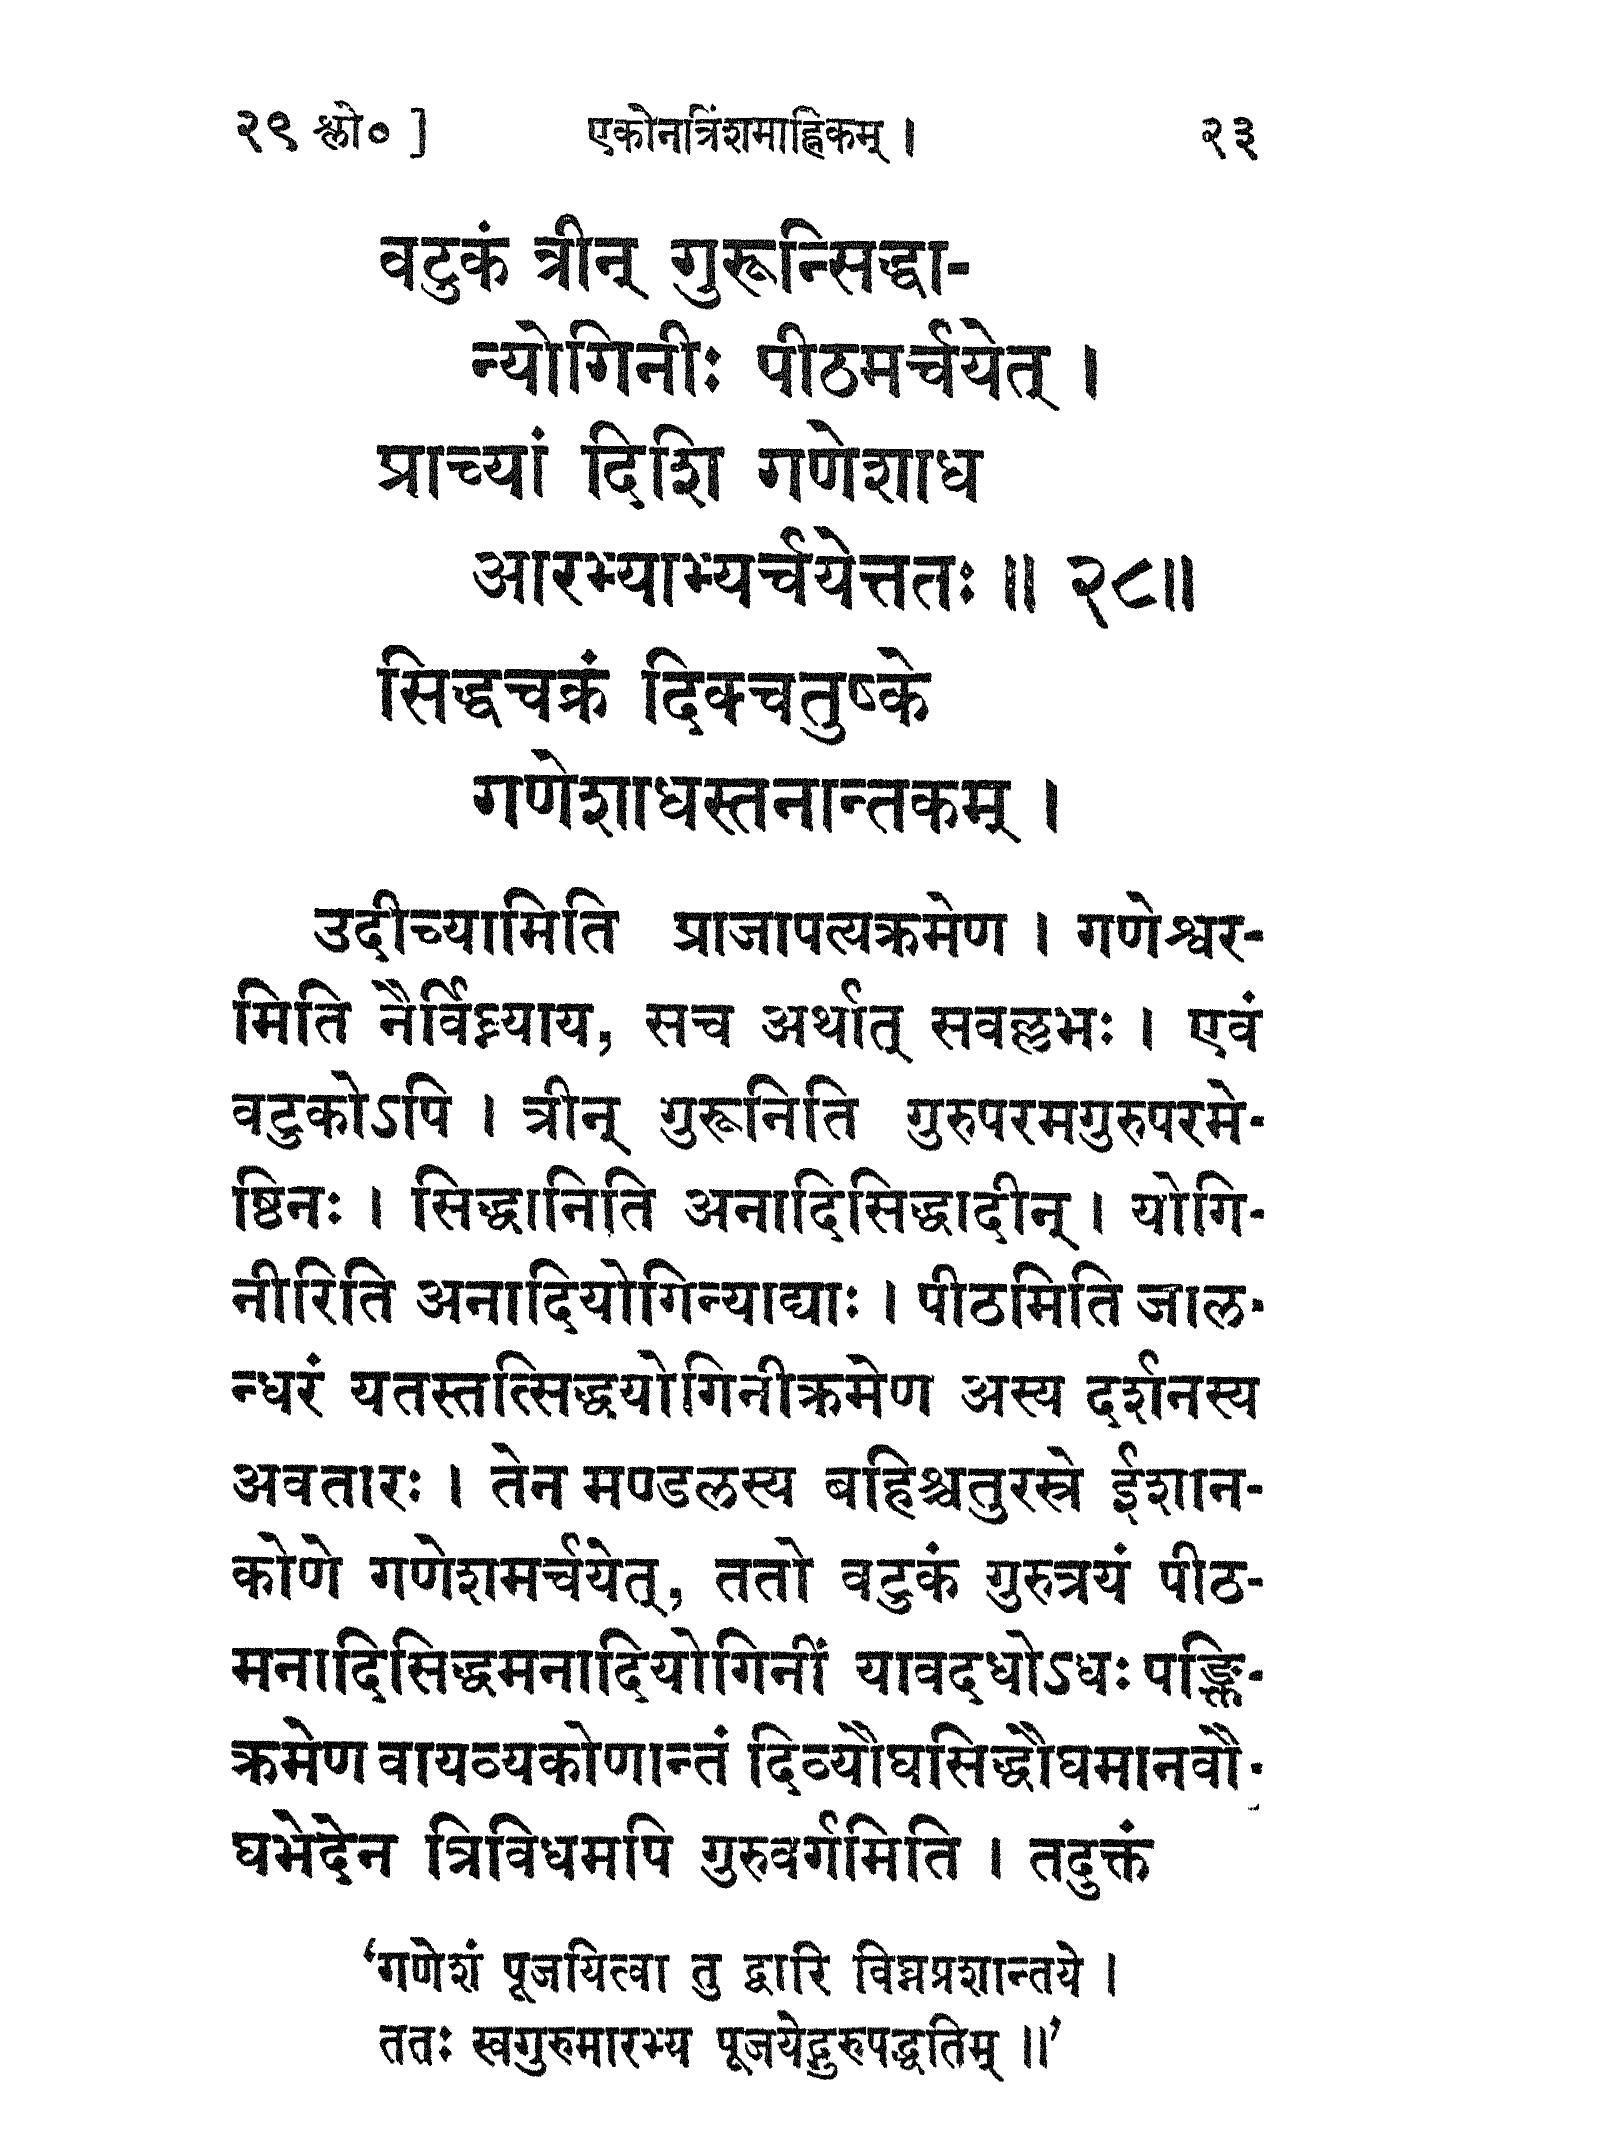 २९ श्लो० ] एकोनत्रिंशमाह्निकम् । २३
वटुकं त्रीन् गुरून्सिद्धा-
न्योगिनीः पीठमर्चयेत् ।
प्राच्यां दिशि गणेशाध
आरभ्याभ्यर्चयेत्ततः ॥ २८॥
सिद्धचक्रं दिक्चतुष्के
गणेशाधस्तनान्तकम् ।
उदीच्यामिति प्राजापत्यक्रमेण । गणेश्वर-
मिति नैर्विघ्न्याय, सच अर्थात् सवल्लभः । एवं
वटुकोऽपि । त्रीन् गुरूनिति गुरुपरमगुरुपरमे-
ष्ठिनः । सिद्धानिति अनादिसिद्धादीन् । योगि-
नीरिति अनादियोगिन्याद्याः । पीठमिति जाल-
न्धरं यतस्तत्सिद्धयोगिनीक्रमेण अस्य दर्शनस्य
अवतारः । तेन मण्डलस्य बहिश्चतुरस्रे ईशान-
कोणे गणेशमर्चयेत्, ततो वटुकं गुरुत्रयं पीठ-
मनादिसिद्धमनादियोगिनीं यावदधोऽधः पङ्क्ति-
क्रमेण वायव्यकोणान्तं दिव्यौघसिद्धौघमानवौ-
घभेदेन त्रिविधमपि गुरुवर्गमिति । तदुक्तं
‘गणेशं पूजयित्वा तु द्वारि विघ्नप्रशान्तये ।
ततः स्वगुरुमारभ्य पूजयेद्गुरुपद्धतिम् ॥’